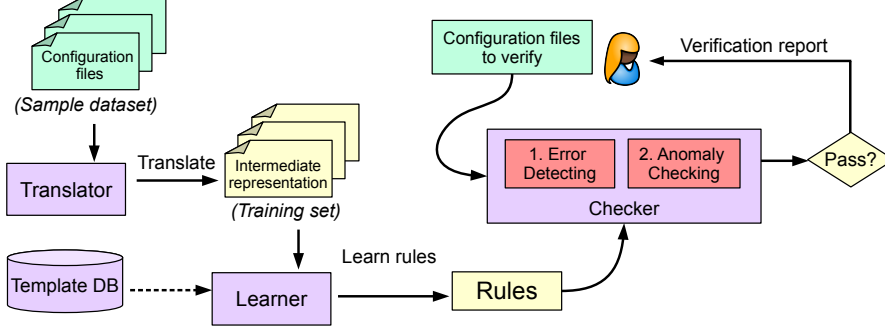 Configuration
files
(Sample dataset)
Translator
Translate
Intermediate
representation
(Training set)
Template DB
Learner
Learn rules
Rules
Configuration files
to verify
1. Error
Detecting
2. Anomaly
Checking
Checker
Pass?
Verification report